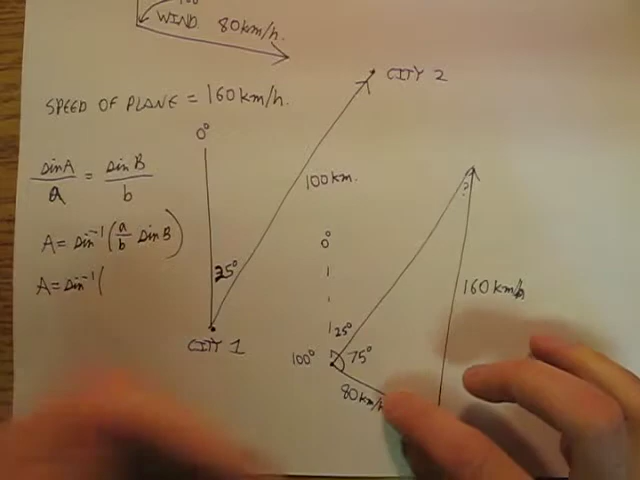 WIND 80km/h.
CITY 2
SPEED OF PLANE = 160km/h.
0°
sinA/a = sinB/b
100km.
A = sin⁻¹(a/b sinB)
0°
?
25°
A = sin⁻¹(
160km/h
25°
CITY 1
100° 75°
80km/h